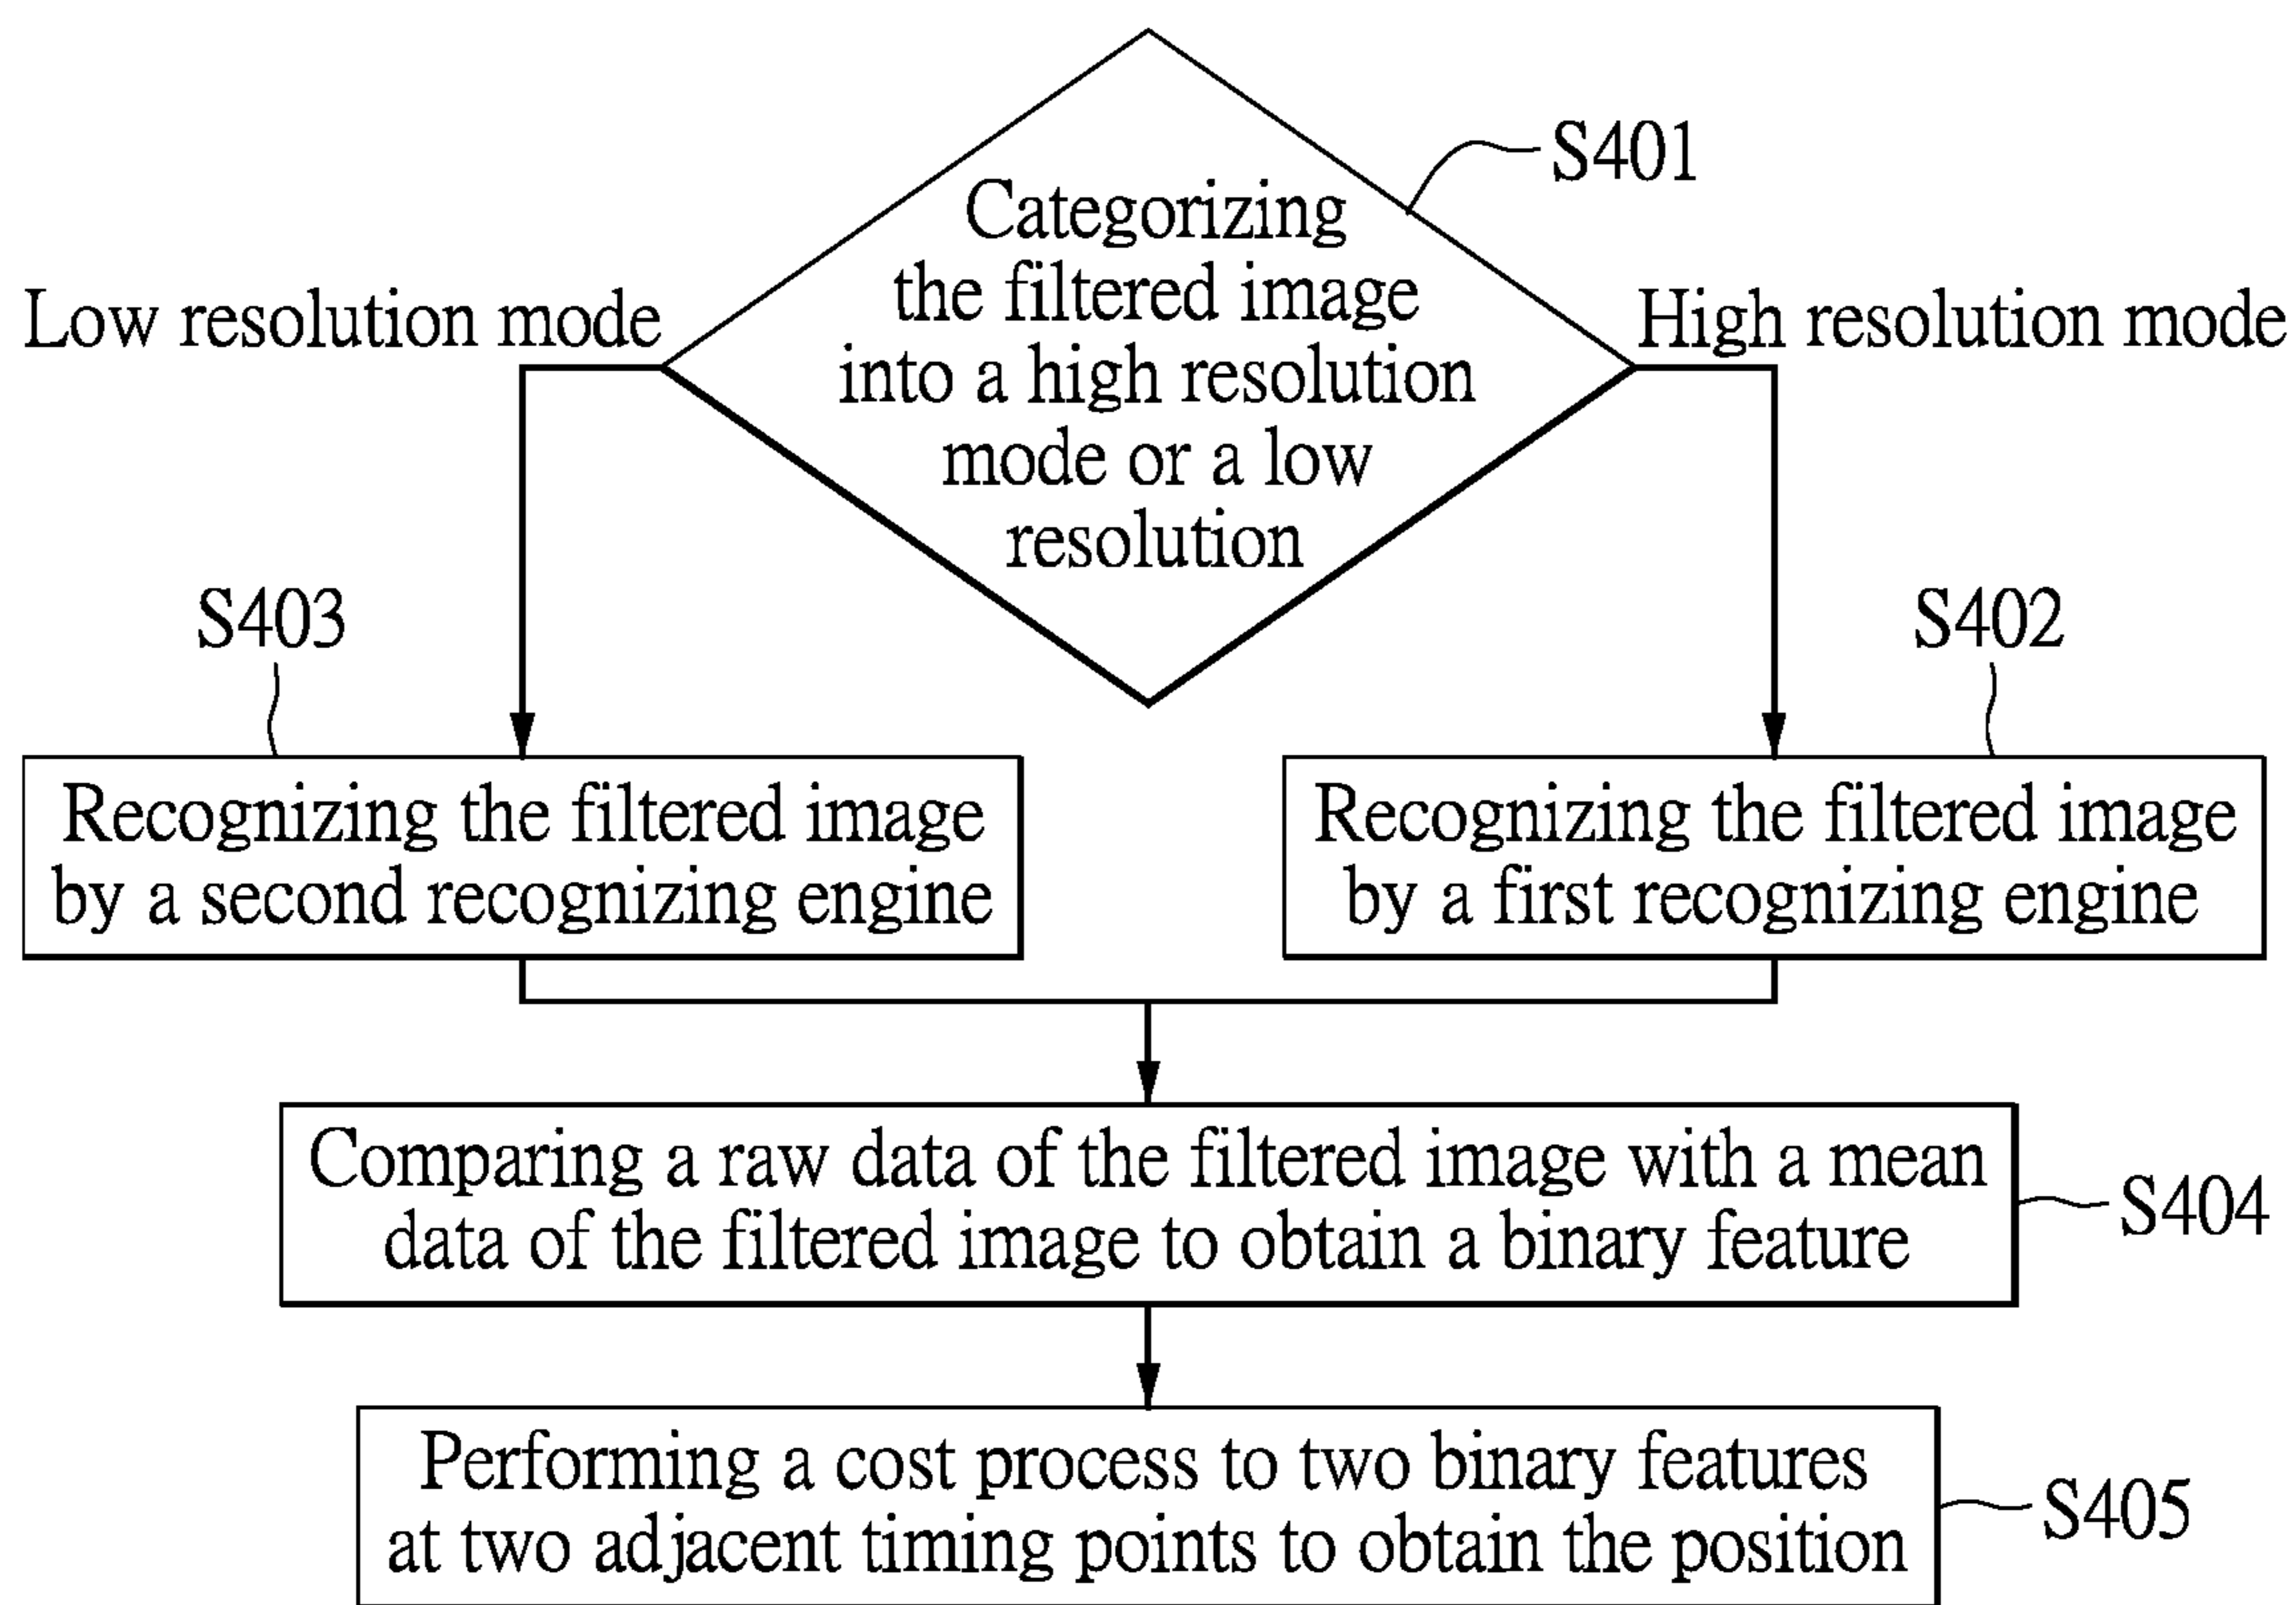 S401
Categorizing
the filtered image
into a high resolution
mode or a low
resolution
Low resolution mode
High resolution mode
S403
S402
Recognizing the filtered image
by a second recognizing engine
Recognizing the filtered image
by a first recognizing engine
Comparing a raw data of the filtered image with a mean
data of the filtered image to obtain a binary feature
S404
Performing a cost process to two binary features
at two adjacent timing points to obtain the position
S405